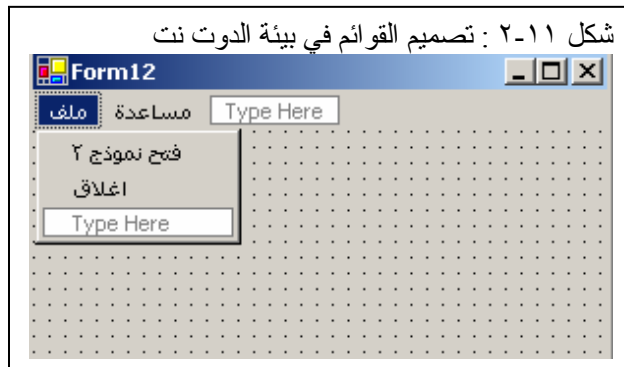 شكل ١١-٢ : تصميم القوائم في بيئة الدوت نت
Form12
ملف مساعدة Type Here
فتح نموذج ٢
اغلاق
Type Here